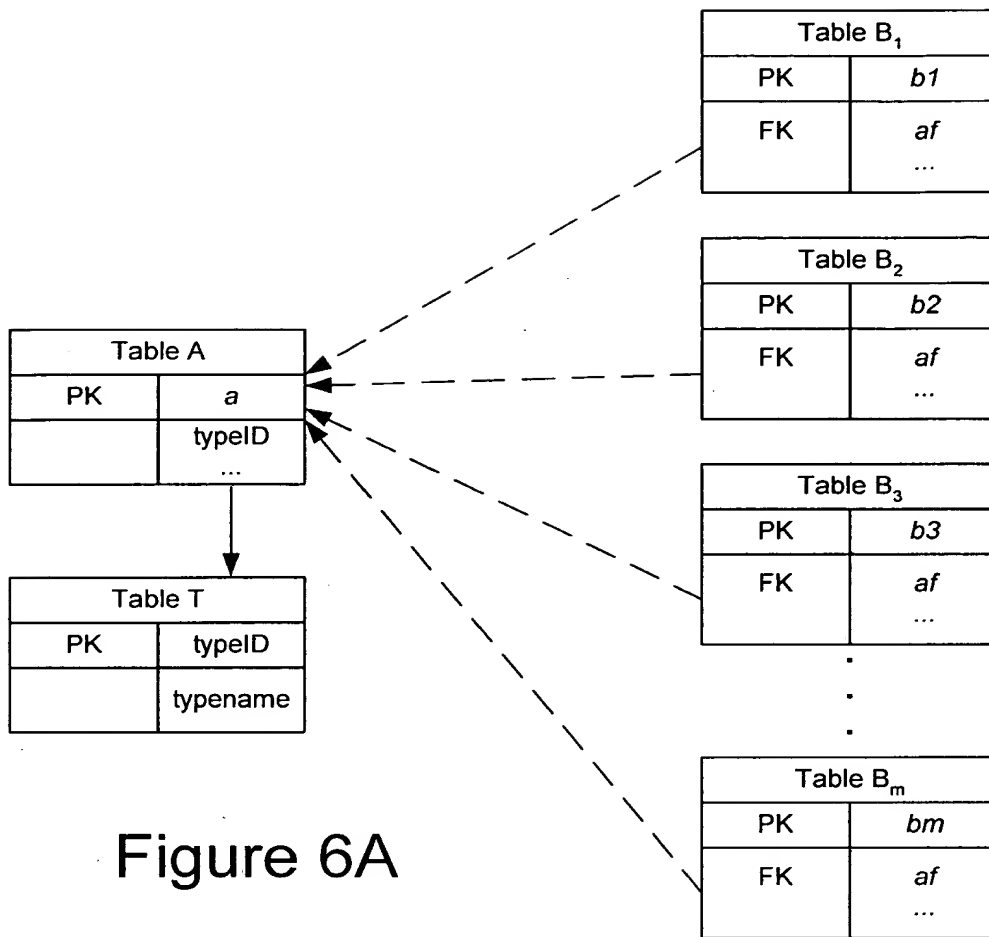 Table B₁
PK b1
FK af
...
Table B₂
PK b2
FK af
...
Table A
PK a
typeID
...
Table B₃
PK b3
FK af
...
Table T
PK typeID
typename
Table Bₘ
PK bm
FK af
...
Figure 6A